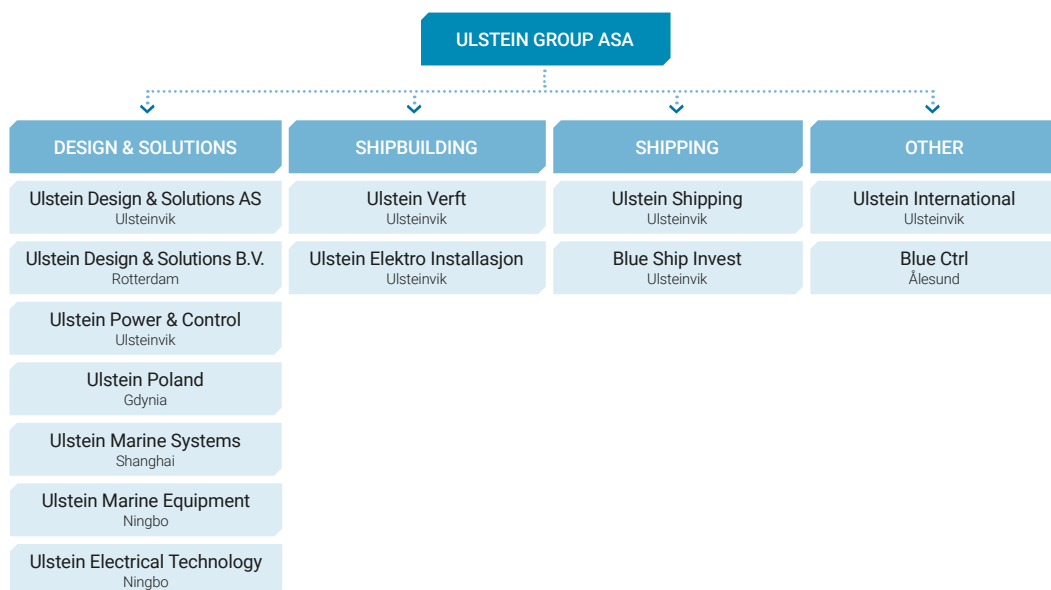 ULSTEIN GROUP ASA
DESIGN & SOLUTIONS
Ulstein Design & Solutions AS
Ulsteinvik
Ulstein Design & Solutions B.V.
Rotterdam
Ulstein Power & Control
Ulsteinvik
Ulstein Poland
Gdynia
Ulstein Marine Systems
Shanghai
Ulstein Marine Equipment
Ningbo
Ulstein Electrical Technology
Ningbo
SHIPBUILDING
Ulstein Verft
Ulsteinvik
Ulstein Elektro Installasjon
Ulsteinvik
SHIPPING
Ulstein Shipping
Ulsteinvik
Blue Ship Invest
Ulsteinvik
OTHER
Ulstein International
Ulsteinvik
Blue Ctrl
Ålesund